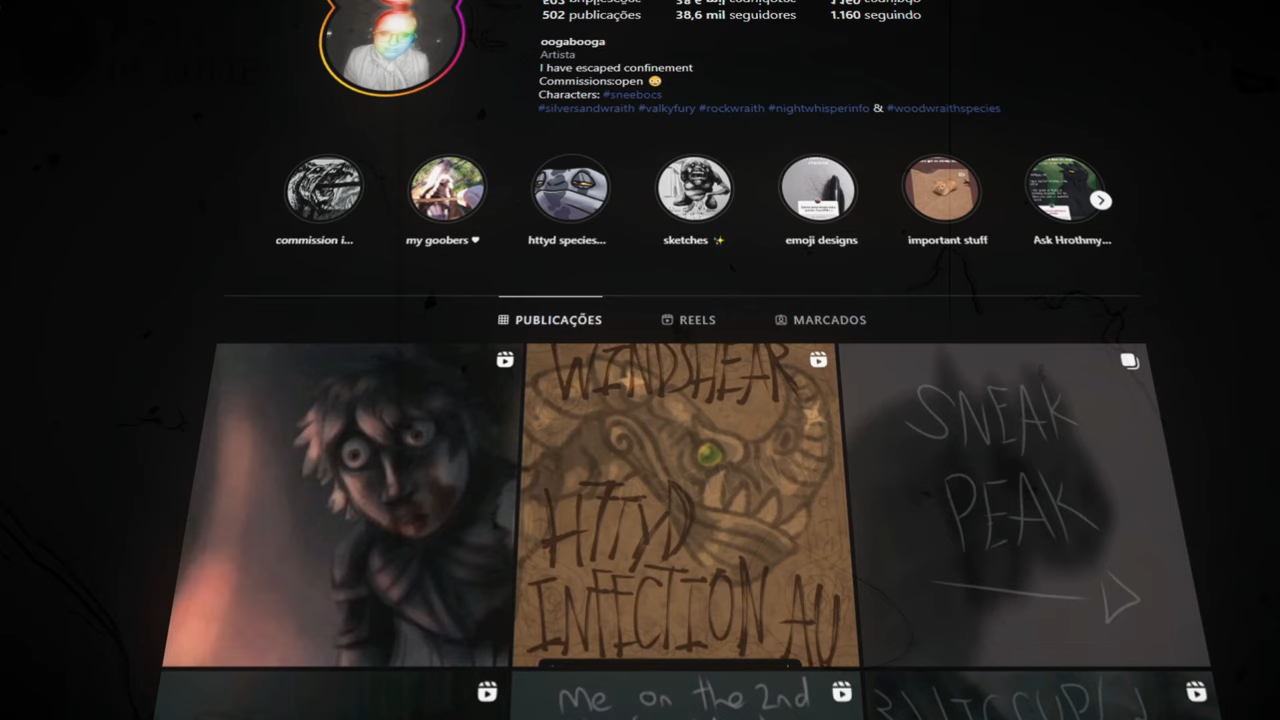 502 publicações 38,6 mil seguidores 1.160 seguindo
oogabooga
Artista
I have escaped confinement
Commissions:open 😳
Characters: #sneebocs
#silversandwraith #valkyfury #rockwraith #nightwhisperinfo & #woodwraithspecies
commission i... my goobers ♥ httyd species... sketches ✨ emoji designs important stuff Ask Hrothmy...
PUBLICAÇÕES REELS MARCADOS
WINDSHEAR
HTTYD
INFECTION AU
SNEAK
PEAK
me on the 2nd